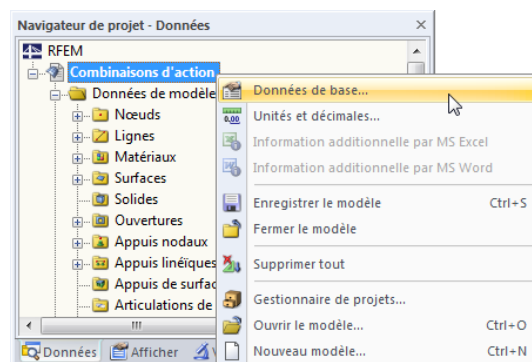 Navigateur de projet - Données
RFEM
Combinaisons d'action
Données de modèle
Nœuds
Lignes
Matériaux
Surfaces
Solides
Ouvertures
Appuis nodaux
Appuis linéïques
Appuis de surfac
Articulations de
Données
Afficher
V
Données de base...
0,00 Unités et décimales...
Information additionnelle par MS Excel
Information additionnelle par MS Word
Enregistrer le modèle Ctrl+S
Fermer le modèle
Supprimer tout
Gestionnaire de projets...
Ouvrir le modèle... Ctrl+O
Nouveau modèle... Ctrl+N